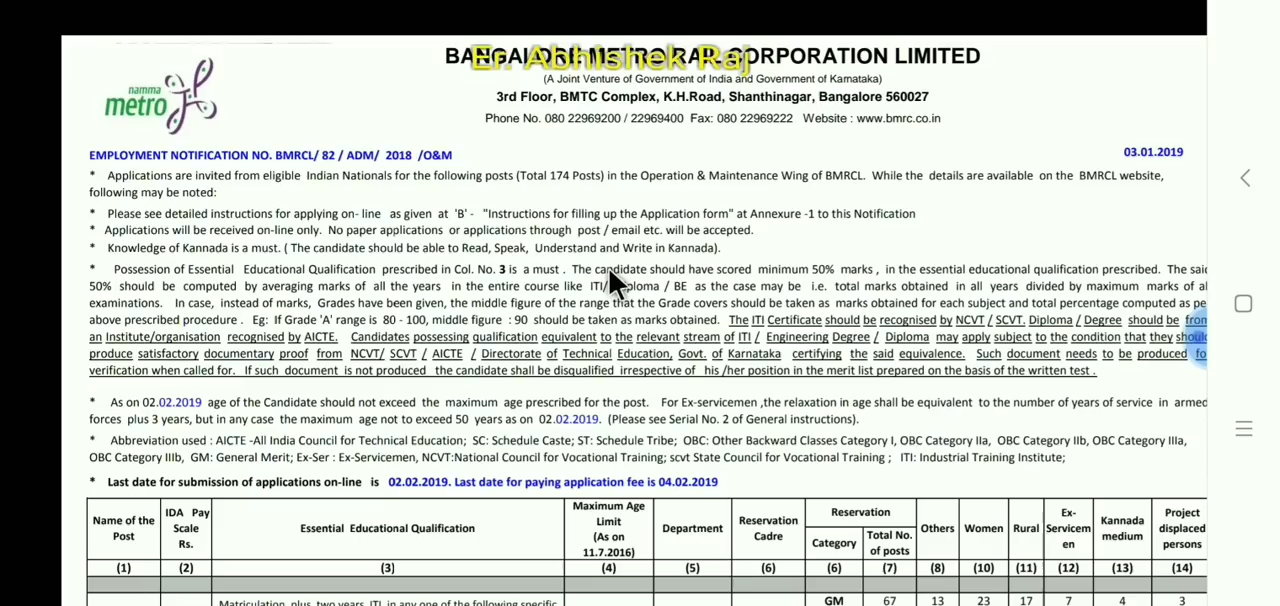 BANGALORE METRO RAIL CORPORATION LIMITED
Er. Abhishek Raj
(A Joint Venture of Government of India and Government of Karnataka)
namma
metro
3rd Floor, BMTC Complex, K.H.Road, Shanthinagar, Bangalore 560027
Phone No. 080 22969200 / 22969400 Fax: 080 22969222 Website : www.bmrc.co.in
EMPLOYMENT NOTIFICATION NO. BMRCL/ 82 / ADM/ 2018 /O&M
03.01.2019
* Applications are invited from eligible Indian Nationals for the following posts (Total 174 Posts) in the Operation & Maintenance Wing of BMRCL. While the details are available on the BMRCL website,
following may be noted:
* Please see detailed instructions for applying on- line as given at 'B' - "Instructions for filling up the Application form" at Annexure -1 to this Notification
* Applications will be received on-line only. No paper applications or applications through post / email etc. will be accepted.
* Knowledge of Kannada is a must. ( The candidate should be able to Read, Speak, Understand and Write in Kannada).
* Possession of Essential Educational Qualification prescribed in Col. No. 3 is a must . The candidate should have scored minimum 50% marks , in the essential educational qualification prescribed. The said
50% should be computed by averaging marks of all the years in the entire course like ITI/ Diploma / BE as the case may be i.e. total marks obtained in all years divided by maximum marks of al
examinations. In case, instead of marks, Grades have been given, the middle figure of the range that the Grade covers should be taken as marks obtained for each subject and total percentage computed as pe
above prescribed procedure . Eg: If Grade 'A' range is 80 - 100, middle figure : 90 should be taken as marks obtained. The ITI Certificate should be recognised by NCVT / SCVT. Diploma / Degree should be from
an Institute/organisation recognised by AICTE. Candidates possessing qualification equivalent to the relevant stream of ITI / Engineering Degree / Diploma may apply subject to the condition that they should
produce satisfactory documentary proof from NCVT/ SCVT / AICTE / Directorate of Technical Education, Govt. of Karnataka certifying the said equivalence. Such document needs to be produced fo
verification when called for. If such document is not produced the candidate shall be disqualified irrespective of his /her position in the merit list prepared on the basis of the written test .
* As on 02.02.2019 age of the Candidate should not exceed the maximum age prescribed for the post. For Ex-servicemen ,the relaxation in age shall be equivalent to the number of years of service in armed
forces plus 3 years, but in any case the maximum age not to exceed 50 years as on 02.02.2019. (Please see Serial No. 2 of General instructions).
* Abbreviation used : AICTE -All India Council for Technical Education; SC: Schedule Caste; ST: Schedule Tribe; OBC: Other Backward Classes Category I, OBC Category IIa, OBC Category IIb, OBC Category IIIa,
OBC Category IIIb, GM: General Merit; Ex-Ser : Ex-Servicemen, NCVT:National Council for Vocational Training; scvt State Council for Vocational Training ; ITI: Industrial Training Institute;
* Last date for submission of applications on-line is 02.02.2019. Last date for paying application fee is 04.02.2019
Name of the Post IDA Pay Scale Rs. Essential Educational Qualification Maximum Age Limit (As on 11.7.2016) Department Reservation Cadre Reservation Others Women Rural Ex-Servicemen Kannada medium Project displaced persons
Category Total No. of posts
(1) (2) (3) (4) (5) (6) (6) (7) (8) (10) (11) (12) (13) (14)
Matriculation plus two years ITI in any one of the following specific GM 67 13 23 17 7 4 3